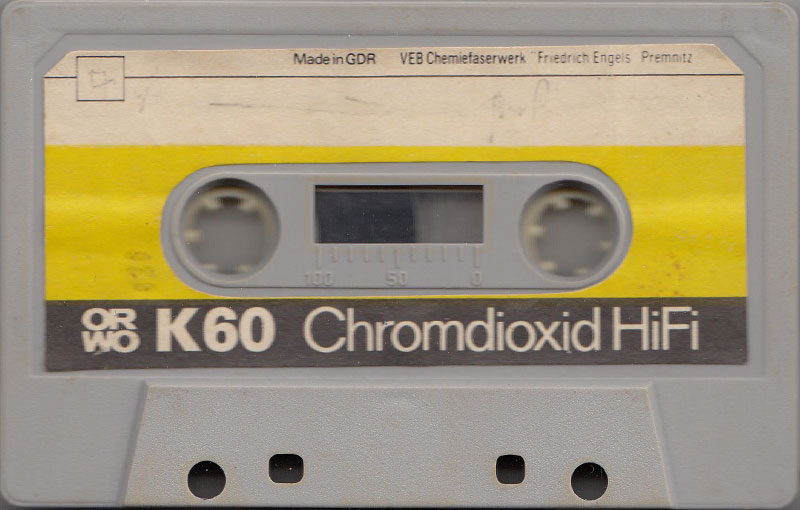 Made in GDR VEB Chemiefaserwerk "Friedrich Engels" Premnitz
100 50 0
ORWO K60 Chromdioxid HiFi